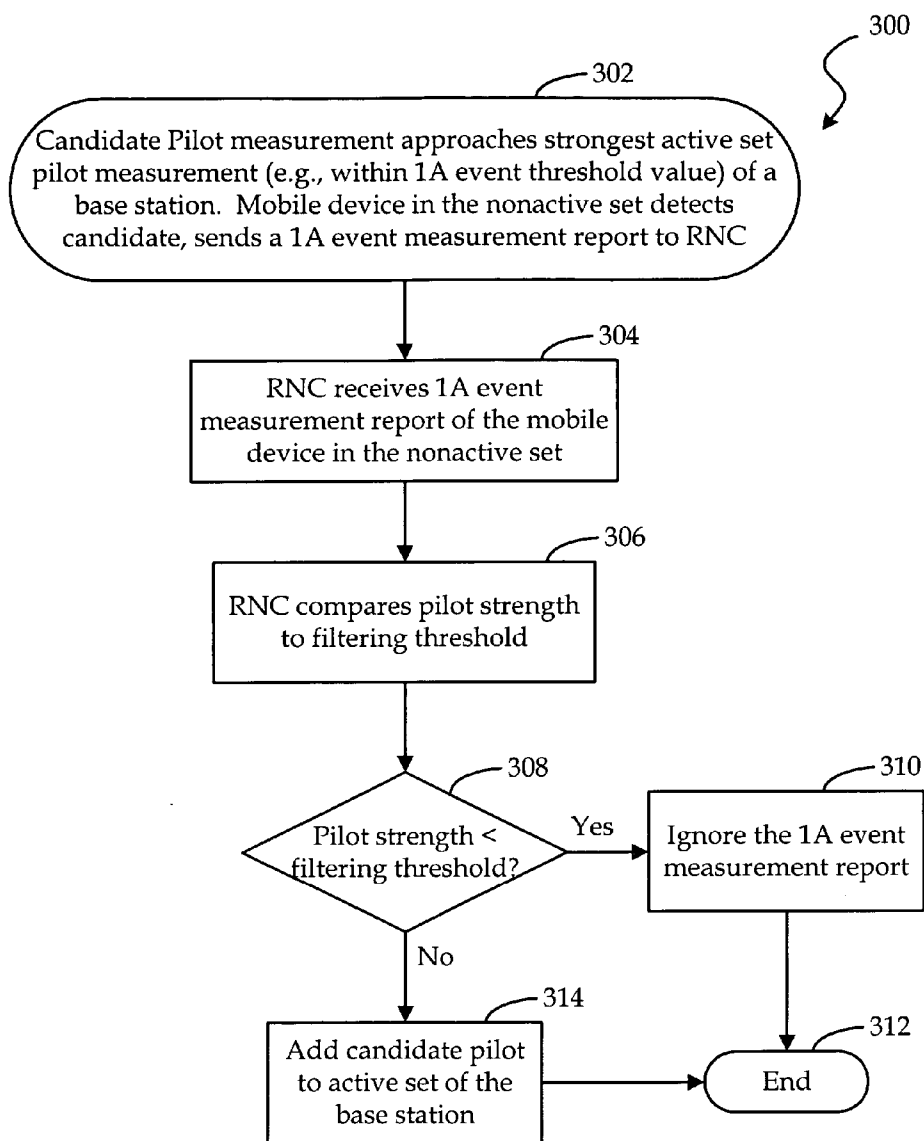 300
302
Candidate Pilot measurement approaches strongest active set
pilot measurement (e.g., within 1A event threshold value) of a
base station. Mobile device in the nonactive set detects
candidate, sends a 1A event measurement report to RNC
304
RNC receives 1A event
measurement report of the mobile
device in the nonactive set
306
RNC compares pilot strength
to filtering threshold
308
Pilot strength <
filtering threshold?
Yes
310
Ignore the 1A event
measurement report
No
314
Add candidate pilot
to active set of the
base station
312
End